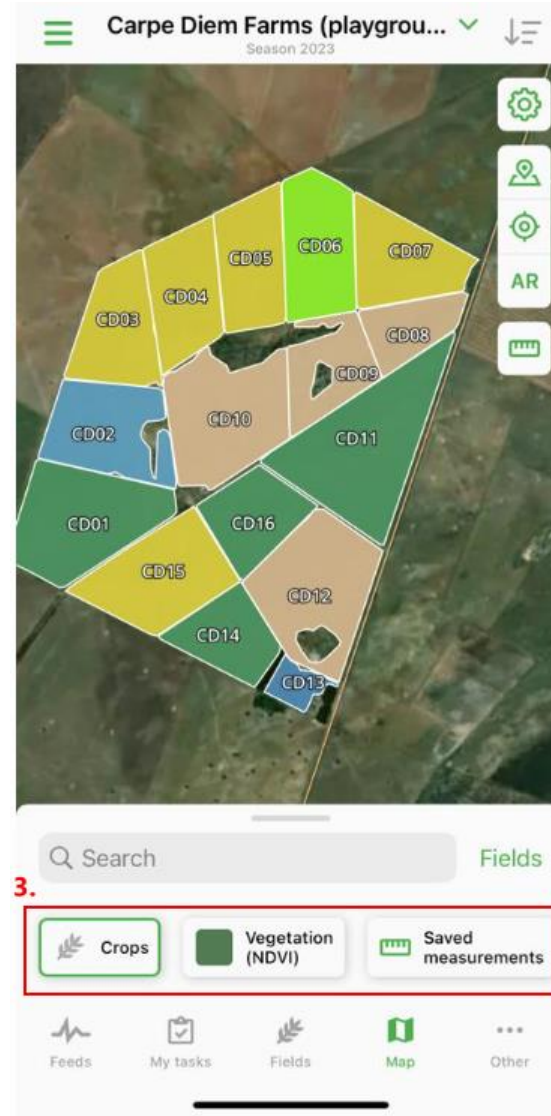 Carpe Diem Farms (playgrou...
Season 2023
AR
CD06
CD05
CD07
CD04
CD03
CD08
CD09
CD02
CD10
CD11
CD01
CD16
CD15
CD12
CD14
CD13
Search
Fields
3.
Crops
Vegetation
(NDVI)
Saved
measurements
Feeds
My tasks
Fields
Map
Other